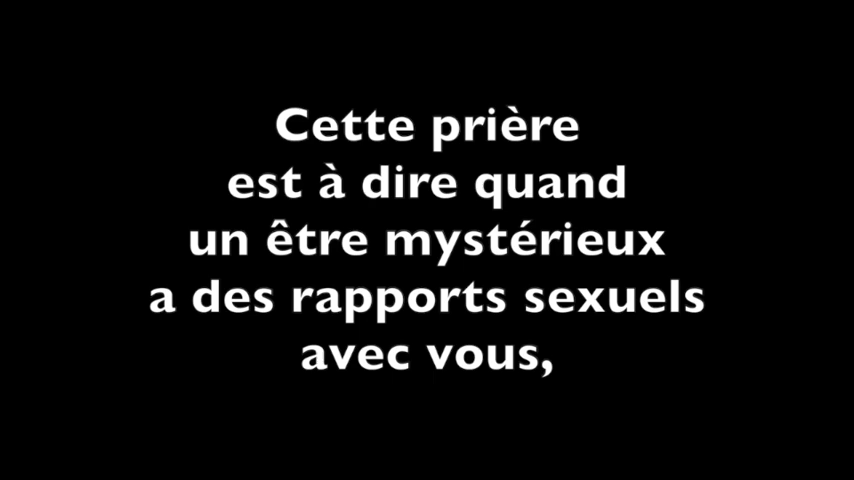 Cette prière
est à dire quand
un être mystérieux
a des rapports sexuels
avec vous,